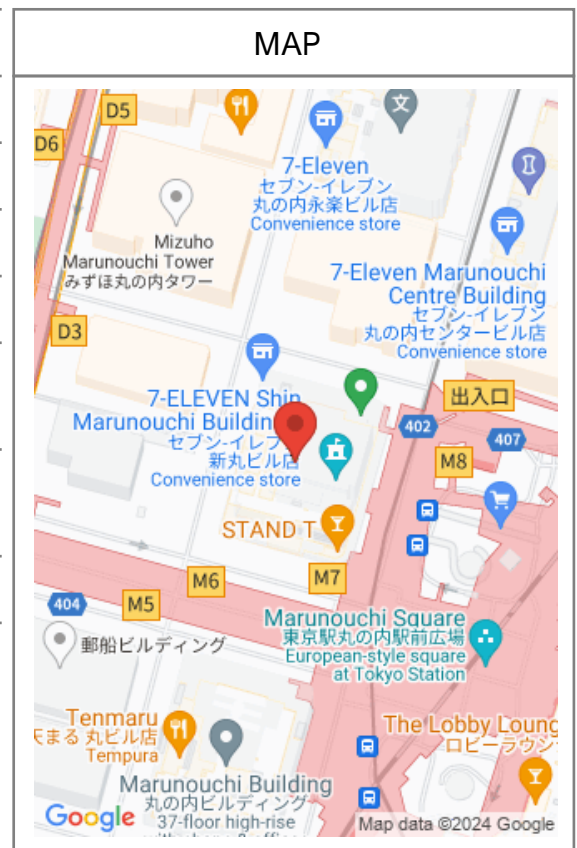 MAP
D5
D6
7-Eleven
セブン-イレブン
丸の内永楽ビル店
Convenience store
文
Mizuho
Marunouchi Tower
みずほ丸の内タワー
7-Eleven Marunouchi
Centre Building
セブン-イレブン
丸の内センタービル店
Convenience store
D3
7-ELEVEN Shin
Marunouchi Building
セブン-イレブ
新丸ビル店
Convenience store
出入口
402
407
M8
STAND T
M7
M6
M5
404
Marunouchi Square
東京駅丸の内駅前広場
European-style square
at Tokyo Station
郵船ビルディング
Tenmaru
天まる 丸ビル店
Tempura
The Lobby Loung
ロビーラウン
Marunouchi Building
丸の内ビルディング
37-floor high-rise
Google
Map data ©2024 Google